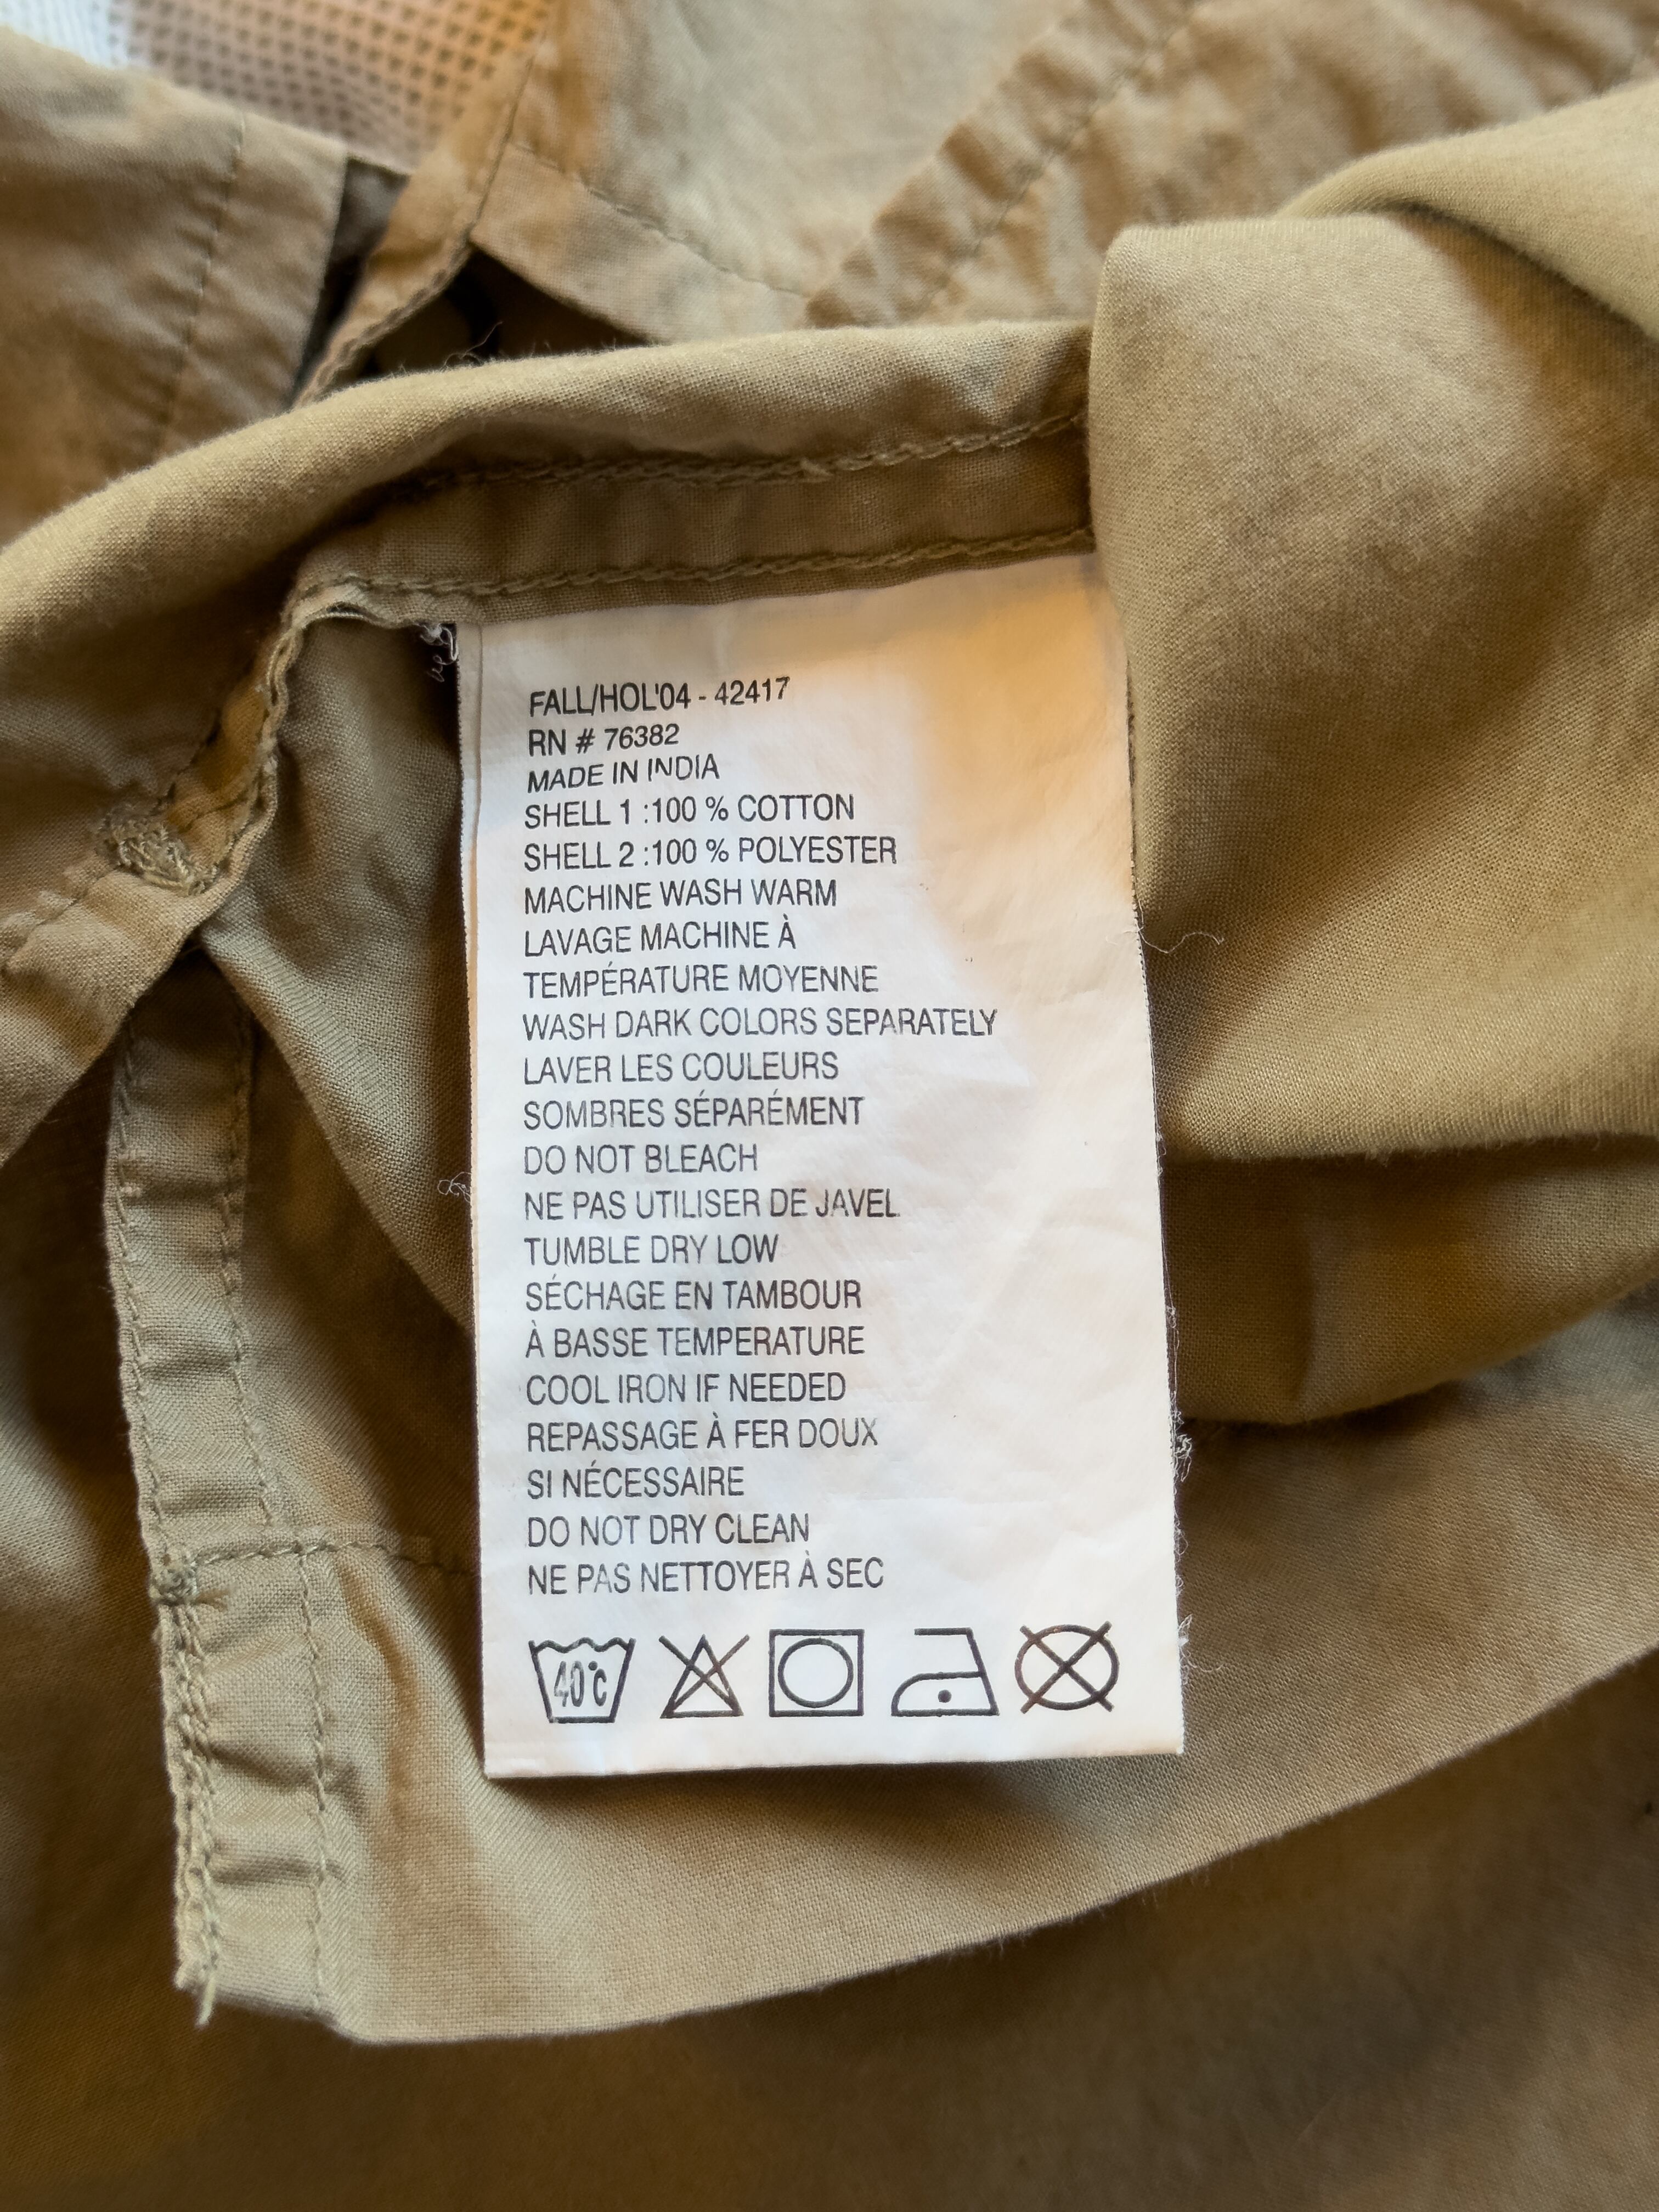 FALL/HOL'04 - 42417
RN # 76382
MADE IN INDIA
SHELL 1 :100 % COTTON
SHELL 2 :100 % POLYESTER
MACHINE WASH WARM
LAVAGE MACHINE À
TEMPÉRATURE MOYENNE
WASH DARK COLORS SEPARATELY
LAVER LES COULEURS
SOMBRES SÉPARÉMENT
DO NOT BLEACH
NE PAS UTILISER DE JAVEL
TUMBLE DRY LOW
SÉCHAGE EN TAMBOUR
À BASSE TEMPERATURE
COOL IRON IF NEEDED
REPASSAGE À FER DOUX
SI NÉCESSAIRE
DO NOT DRY CLEAN
NE PAS NETTOYER À SEC
40°C